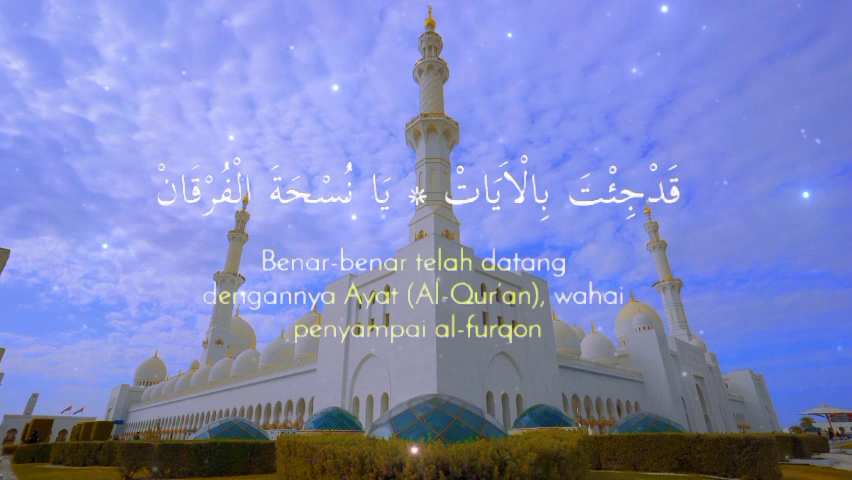 قَدْجِئْتَ بِالْاَيَاتْ * يَا نُسْحَةَ الْفُرْقَانْ
Benar-benar telah datang
dengannya Ayat (Al-Qur'an), wahai
penyampai al-furqon